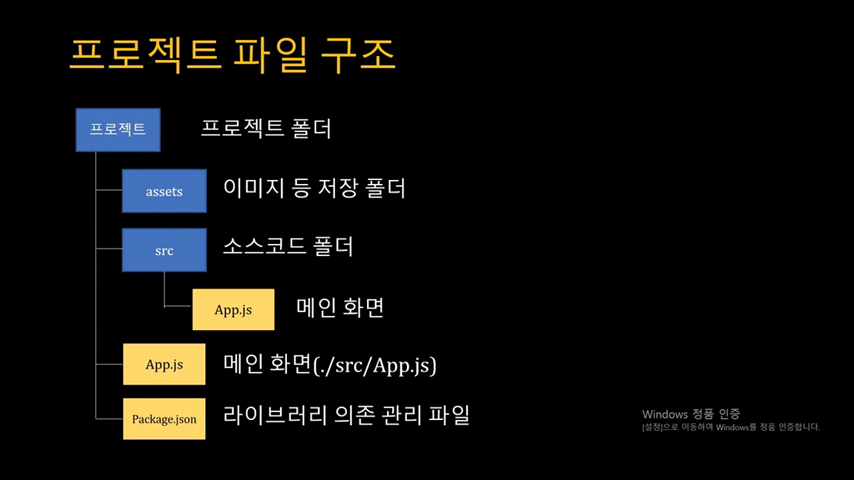 프로젝트 파일 구조
프로젝트 프로젝트 폴더
assets 이미지 등 저장 폴더
src 소스코드 폴더
App.js 메인 화면
App.js 메인 화면(./src/App.js)
Package.json 라이브러리 의존 관리 파일
Windows 정품 인증
[설정]으로 이동하여 Windows를 정품 인증합니다.